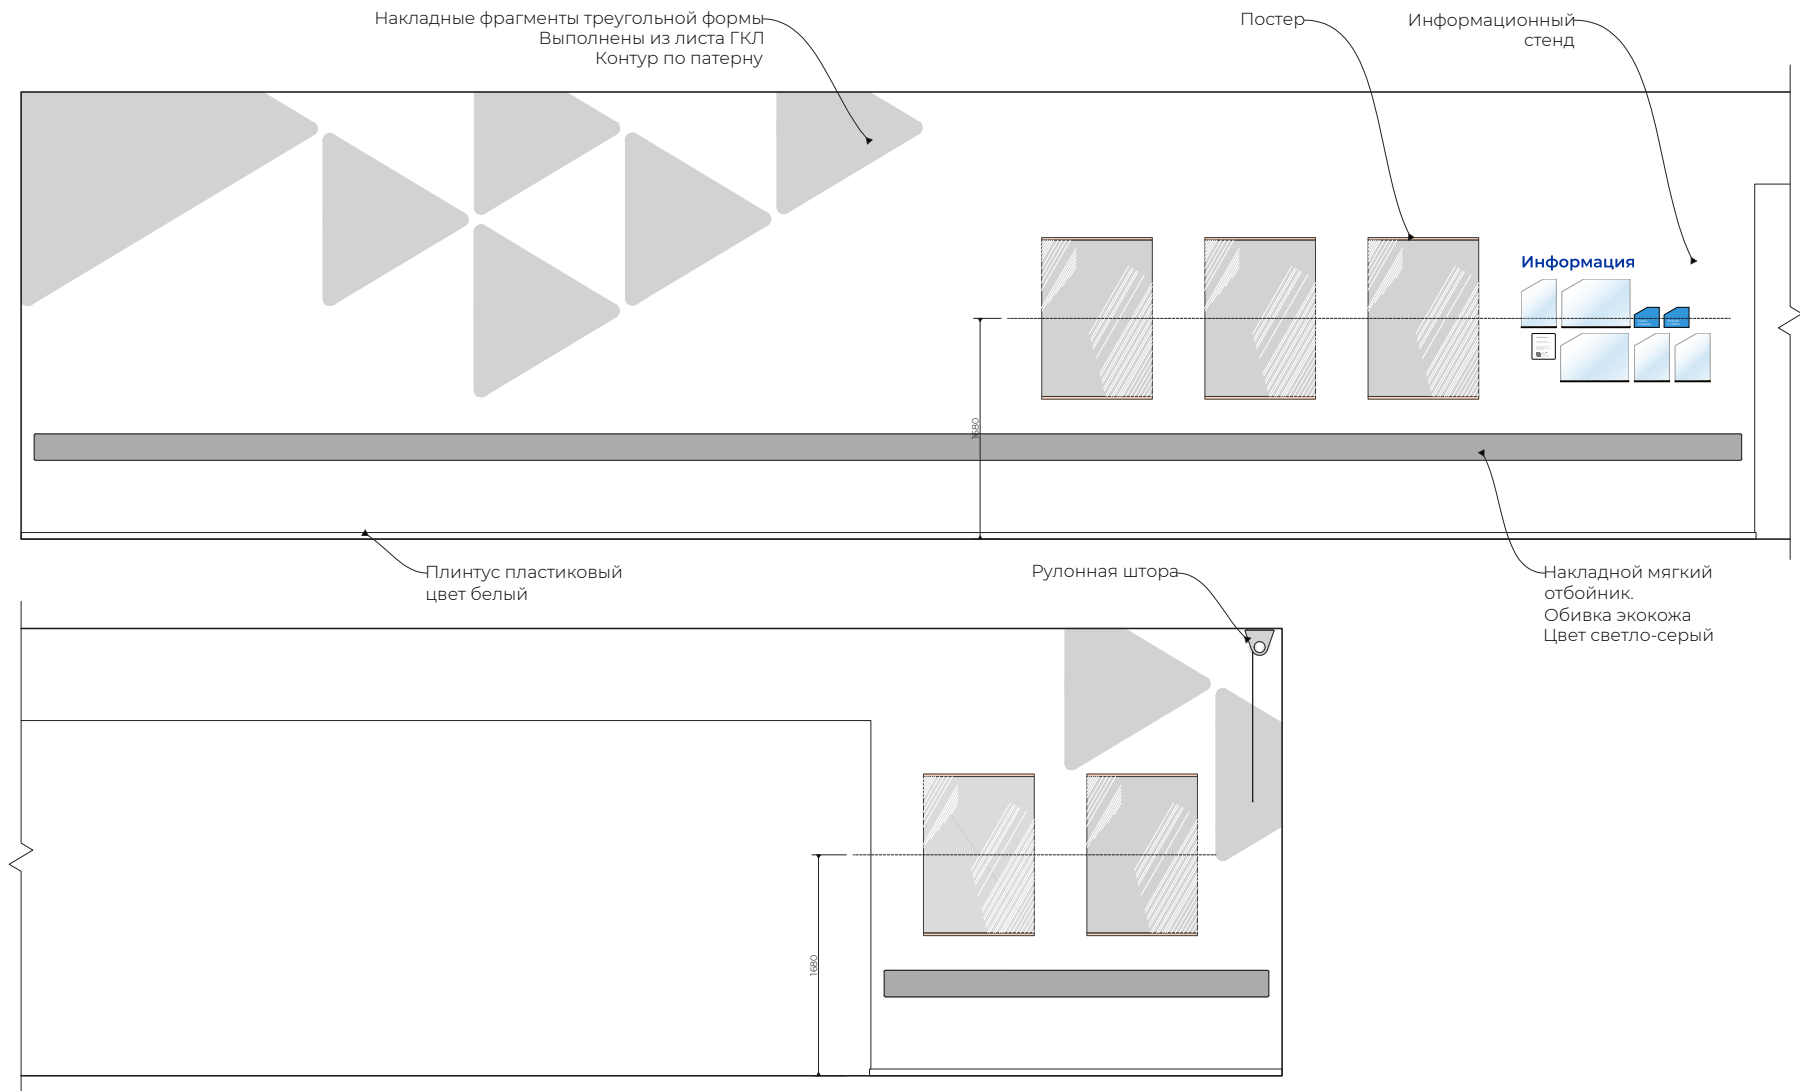 Накладные фрагменты треугольной формы
Выполнены из листа ГКЛ
Контур по патерну
Постер
Информационный
стенд
Информация
1680
Плинтус пластиковый
цвет белый
Рулонная штора
Накладной мягкий
отбойник.
Обивка экокожа
Цвет светло-серый
1680